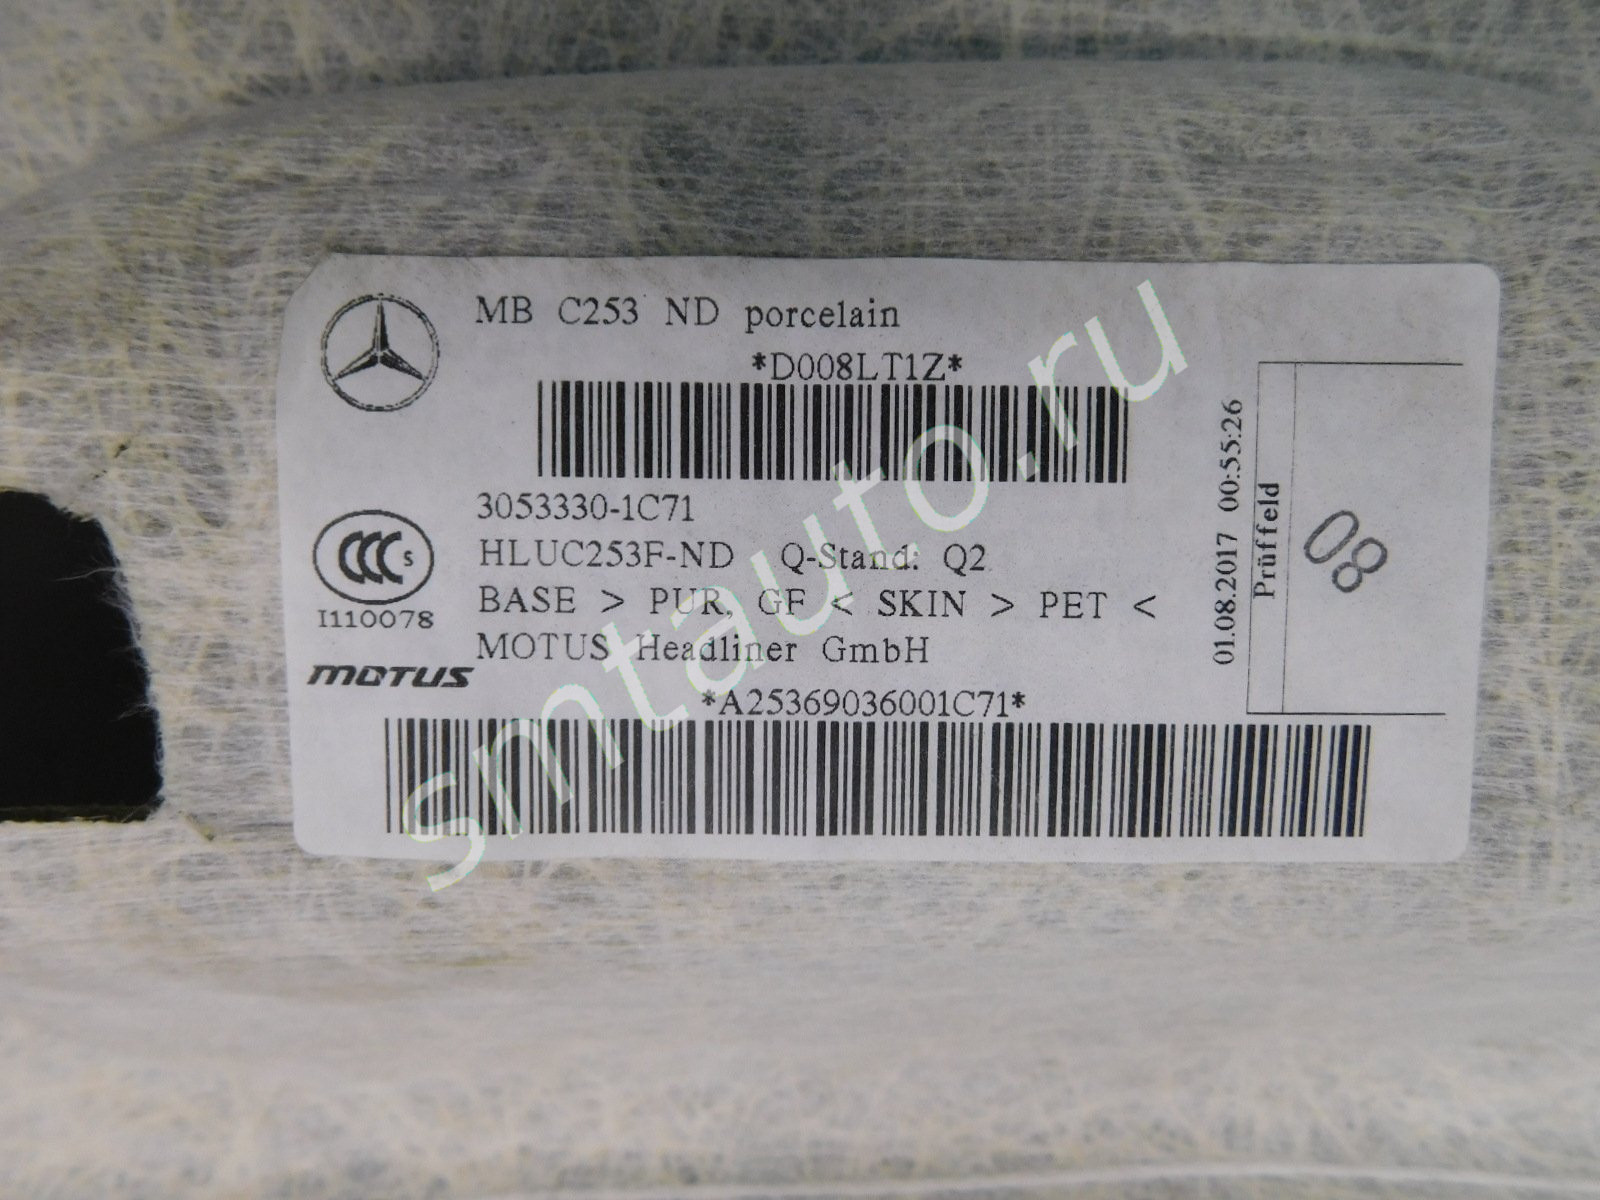 MB C253 ND porcelain
*D008LT1Z*
3053330-1C71
HLUC253F-ND Q-Stand: Q2
BASE > PUR, GF < SKIN > PET <
MOTUS Headliner GmbH
*A25369036001C71*
CCC S
I110078
MOTUS
01.08.2017 00:55:26
Prüffeld
08
smtauto.ru